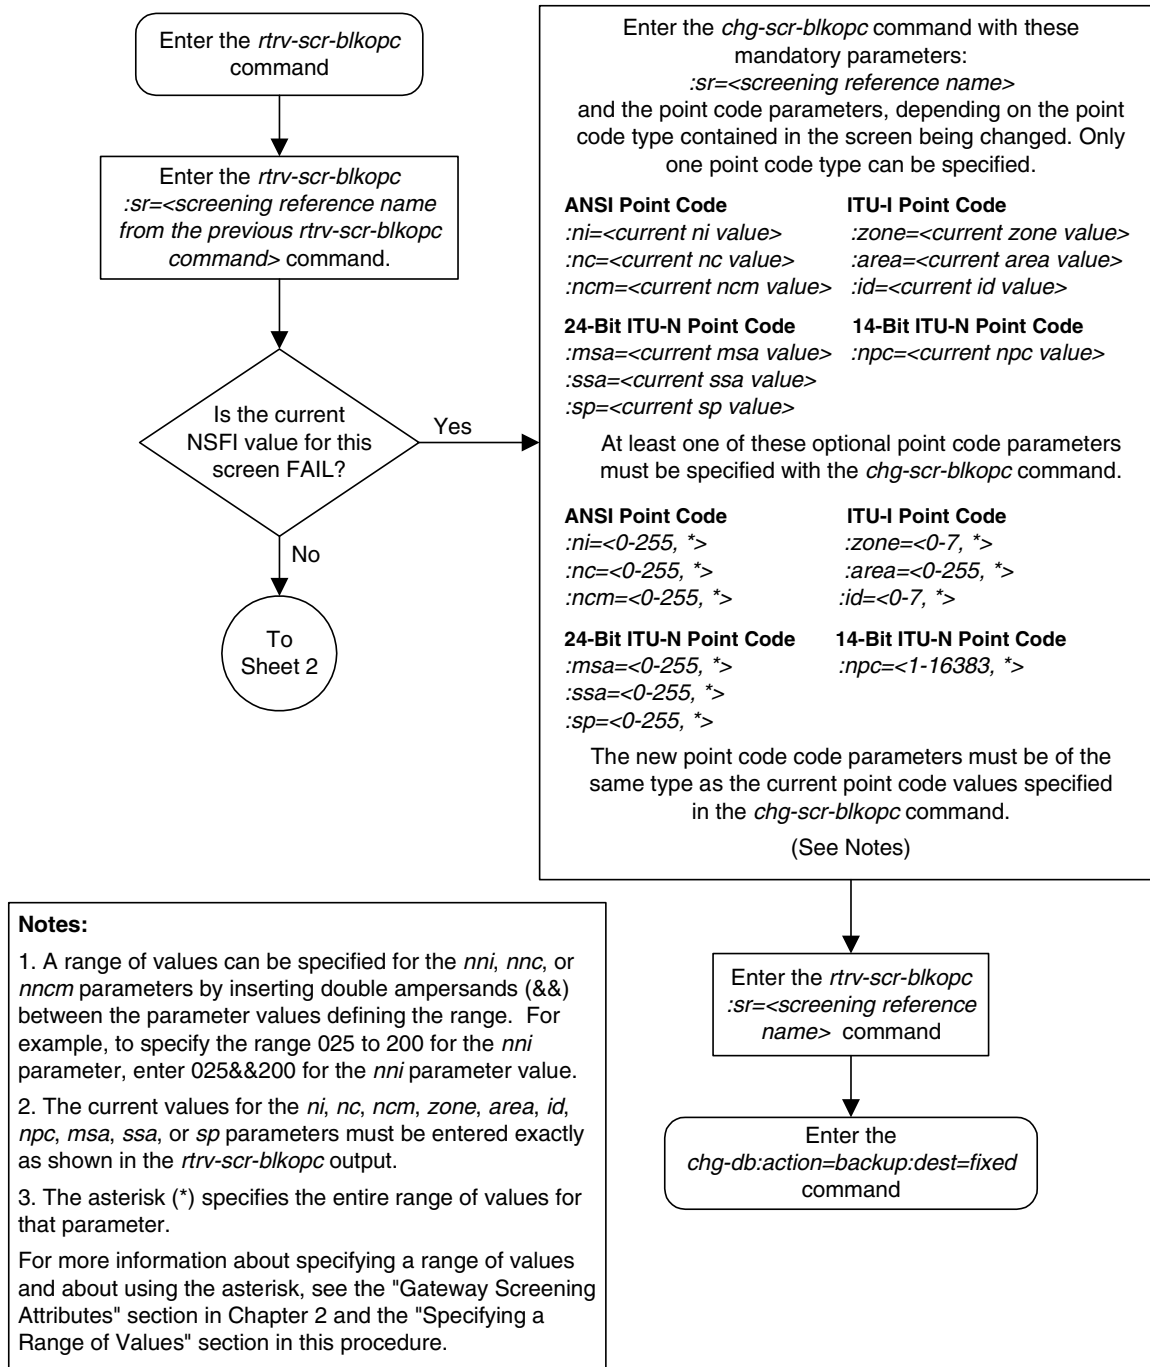 Enter the rtrv-scr-blkopc
command
Enter the rtrv-scr-blkopc
:sr=<screening reference name
from the previous rtrv-scr-blkopc
command> command.
Is the current
NSFI value for this
screen FAIL?
Yes
No
To
Sheet 2
Enter the chg-scr-blkopc command with these
mandatory parameters:
:sr=<screening reference name>
and the point code parameters, depending on the point
code type contained in the screen being changed. Only
one point code type can be specified.
ANSI Point Code
:ni=<current ni value>
:nc=<current nc value>
:ncm=<current ncm value>
ITU-I Point Code
:zone=<current zone value>
:area=<current area value>
:id=<current id value>
24-Bit ITU-N Point Code
:msa=<current msa value>
:ssa=<current ssa value>
:sp=<current sp value>
14-Bit ITU-N Point Code
:npc=<current npc value>
At least one of these optional point code parameters
must be specified with the chg-scr-blkopc command.
ANSI Point Code
:ni=<0-255, *>
:nc=<0-255, *>
:ncm=<0-255, *>
ITU-I Point Code
:zone=<0-7, *>
:area=<0-255, *>
:id=<0-7, *>
24-Bit ITU-N Point Code
:msa=<0-255, *>
:ssa=<0-255, *>
:sp=<0-255, *>
14-Bit ITU-N Point Code
:npc=<1-16383, *>
The new point code code parameters must be of the
same type as the current point code values specified
in the chg-scr-blkopc command.
(See Notes)
Enter the rtrv-scr-blkopc
:sr=<screening reference
name> command
Enter the
chg-db:action=backup:dest=fixed
command
Notes:
1. A range of values can be specified for the nni, nnc, or
nncm parameters by inserting double ampersands (&&)
between the parameter values defining the range. For
example, to specify the range 025 to 200 for the nni
parameter, enter 025&&200 for the nni parameter value.
2. The current values for the ni, nc, ncm, zone, area, id,
npc, msa, ssa, or sp parameters must be entered exactly
as shown in the rtrv-scr-blkopc output.
3. The asterisk (*) specifies the entire range of values for
that parameter.
For more information about specifying a range of values
and about using the asterisk, see the "Gateway Screening
Attributes" section in Chapter 2 and the "Specifying a
Range of Values" section in this procedure.